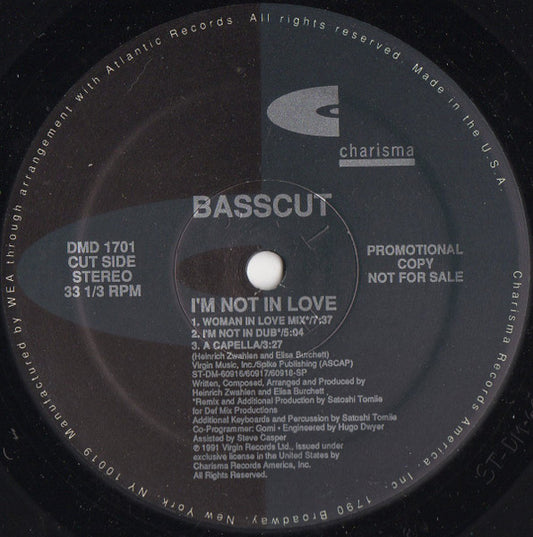 Manufactured by WEA through arrangement with Atlantic Records. All rights reserved. Made in the U.S.A.
charisma
BASSCUT
DMD 1701
CUT SIDE
STEREO
33 1/3 RPM
PROMOTIONAL
COPY
NOT FOR SALE
I'M NOT IN LOVE
1. WOMAN IN LOVE MIX*/7:37
2. I'M NOT IN DUB*/5:04
3. A CAPELLA/3:27
(Heinrich Zwahlen and Elisa Burchett)
Virgin Music, Inc./Spike Publishing (ASCAP)
ST-DM-60916/60917/60918-SP
Written, Composed, Arranged and Produced by
Heinrich Zwahlen and Elisa Burchett
*Remix and Additional Production by Satoshi Tomiie
for Def Mix Productions
Additional Keyboards and Percussion by Satoshi Tomiie
Co-Programmer: Gomi • Engineered by Hugo Dwyer
Assisted by Steve Casper
℗ 1991 Virgin Records Ltd., issued under
exclusive license in the United States by
Charisma Records America, Inc.
All Rights Reserved.
Charisma Records America, Inc. 1790 Broadway, New York, NY, 10019